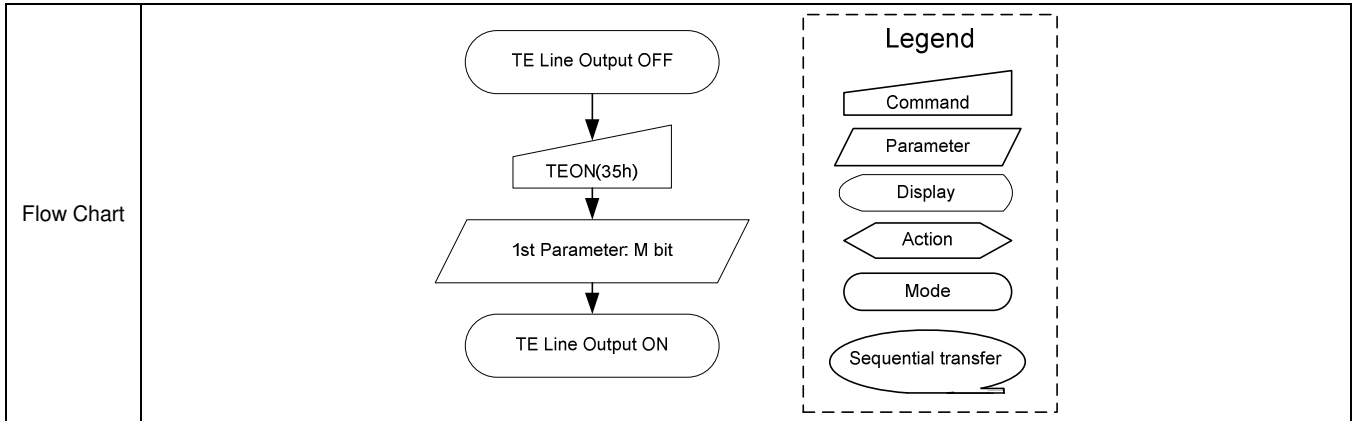 Flow Chart
TE Line Output OFF
TEON(35h)
1st Parameter: M bit
TE Line Output ON
Legend
Command
Parameter
Display
Action
Mode
Sequential transfer